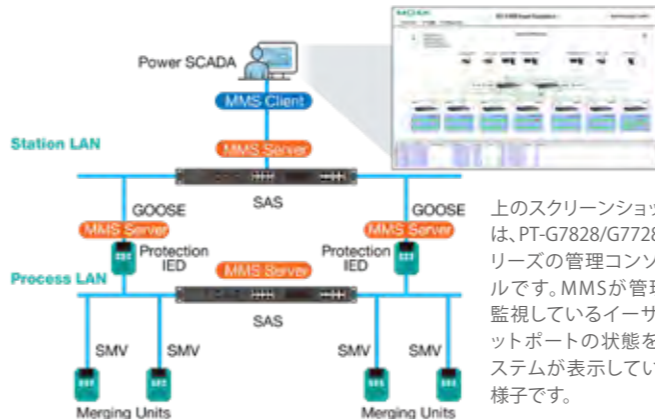 MOXA
Power SCADA
MMS Client
Station LAN
MMS Server
SAS
GOOSE
GOOSE
MMS Server
MMS Server
Protection IED
Protection IED
Process LAN
MMS Server
SAS
SMV
SMV
SMV
SMV
Merging Units
Merging Units
上のスクリーンショッ
は、PT-G7828/G7728
リーズの管理コンソ
ルです。MMSが管理
監視しているイーサ
ットポートの状態を
ステムが表示してい
様子です。